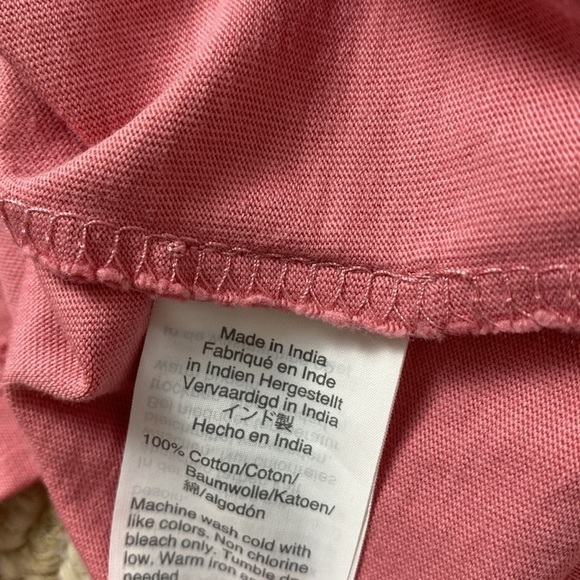 Made in India
Fabriqué en Inde
in Indien Hergestellt
Vervaardigd in India
インド製
Hecho en India
100% Cotton/Coton/
Baumwolle/Katoen/
綿/algodón
Machine wash cold with
like colors. Non chlorine
bleach only. Tumble
low. Warm iron
needed